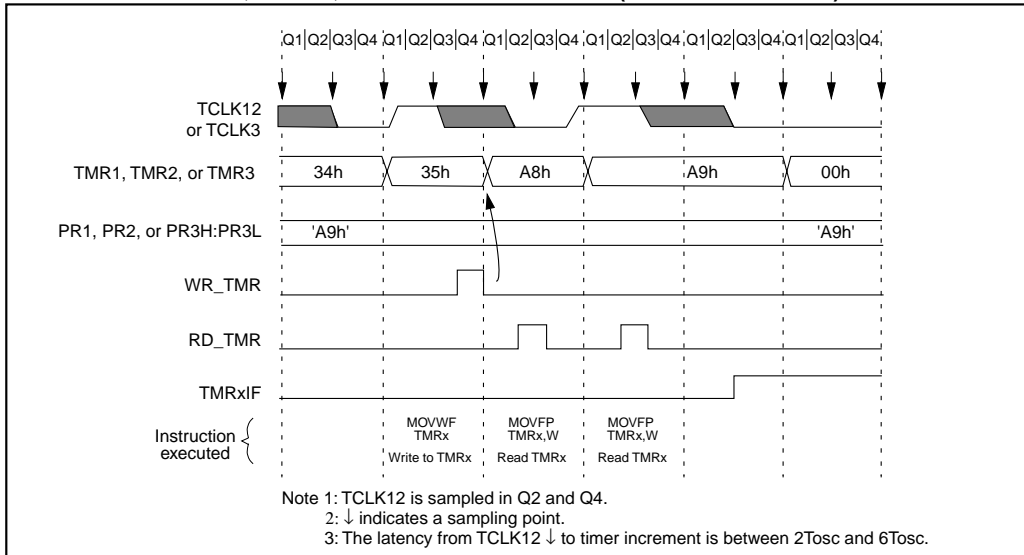 Q1|Q2|Q3|Q4 Q1|Q2|Q3|Q4 Q1|Q2|Q3|Q4 Q1|Q2|Q3|Q4 Q1|Q2|Q3|Q4 Q1|Q2|Q3|Q4
TCLK12
or TCLK3
TMR1, TMR2, or TMR3 34h 35h A8h A9h 00h
PR1, PR2, or PR3H:PR3L 'A9h' 'A9h'
WR_TMR
RD_TMR
TMRxIF
Instruction
executed
MOVWF MOVFP MOVFP
TMRx TMRx,W TMRx,W
Write to TMRx Read TMRx Read TMRx
Note 1: TCLK12 is sampled in Q2 and Q4.
2: ↓ indicates a sampling point.
3: The latency from TCLK12 ↓ to timer increment is between 2Tosc and 6Tosc.